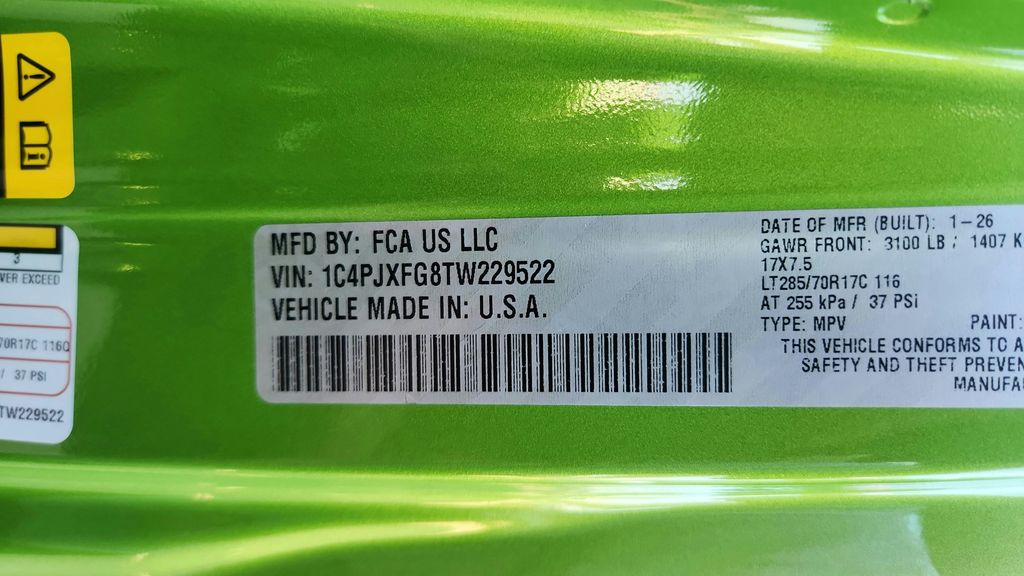 MFD BY: FCA US LLC
VIN: 1C4PJXFG8TW229522
VEHICLE MADE IN: U.S.A.
DATE OF MFR (BUILT): 1-26
GAWR FRONT: 3100 LB / 1407 K
17X7.5
LT285/70R17C 116
AT 255 kPa / 37 PSi
TYPE: MPV PAINT:
THIS VEHICLE CONFORMS TO A
SAFETY AND THEFT PREVEN
MANUFA
3
VER EXCEED
70R17C 116Q
/ 37 PSI
TW229522